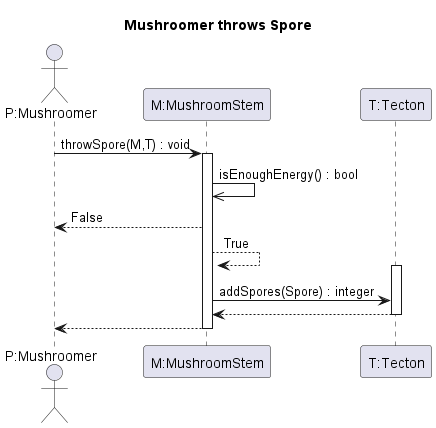 Mushroomer throws Spore
P:Mushroomer
M:MushroomStem
T:Tecton
throwSpore(M,T) : void
isEnoughEnergy() : bool
False
True
addSpores(Spore) : integer
P:Mushroomer
M:MushroomStem
T:Tecton